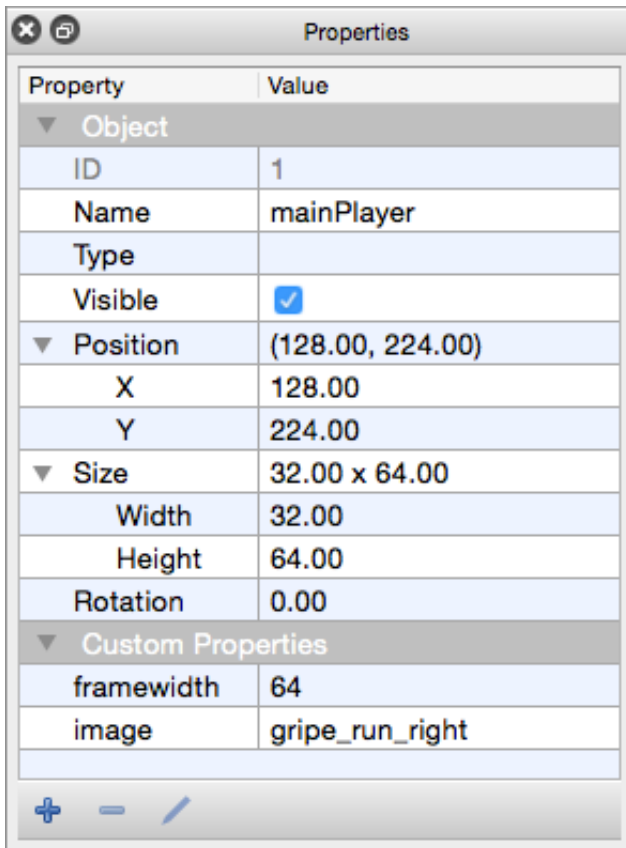 Properties
Property Value
Object
ID 1
Name mainPlayer
Type
Visible
Position (128.00, 224.00)
X 128.00
Y 224.00
Size 32.00 x 64.00
Width 32.00
Height 64.00
Rotation 0.00
Custom Properties
framewidth 64
image gripe_run_right